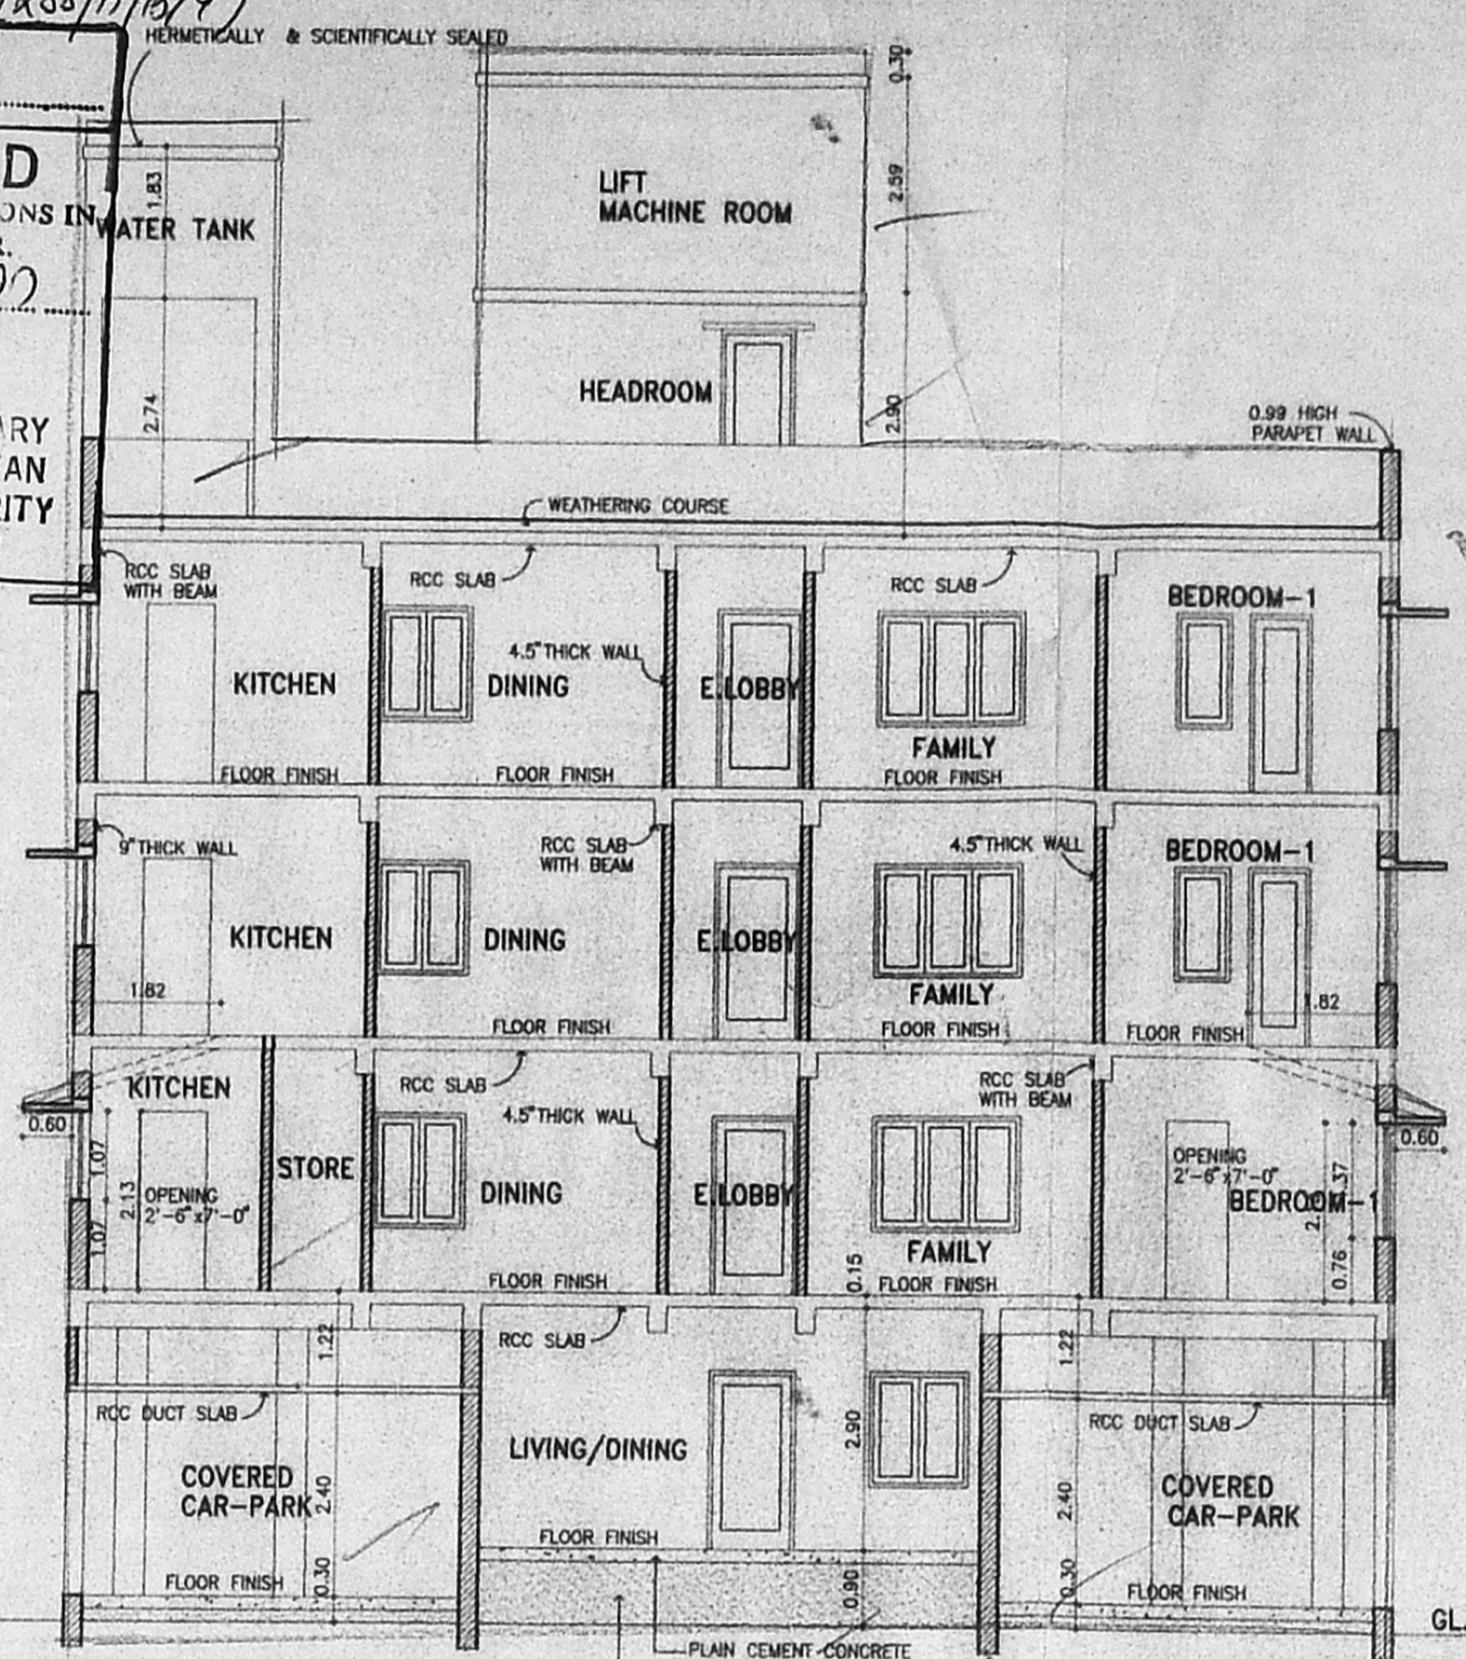 HERMETICALLY & SCIENTIFICALLY SEALED
0.30
D
1.83
LIFT
MACHINE ROOM
2.59
ONS IN
WATER TANK
HEADROOM
2.74
2.90
0.99 HIGH
PARAPET WALL
ARY
TAN
RITY
WEATHERING COURSE
RCC SLAB
WITH BEAM
RCC SLAB
RCC SLAB
BEDROOM-1
4.5" THICK WALL
KITCHEN
DINING
E.LOBBY
FAMILY
FLOOR FINISH
FLOOR FINISH
FLOOR FINISH
9" THICK WALL
RCC SLAB
WITH BEAM
4.5" THICK WALL
BEDROOM-1
KITCHEN
DINING
E.LOBBY
FAMILY
1.82
1.82
FLOOR FINISH
FLOOR FINISH
FLOOR FINISH
KITCHEN
RCC SLAB
RCC SLAB
WITH BEAM
4.5" THICK WALL
0.60
0.60
1.07
2.13
OPENING
2'-6"x7'-0"
1.07
STORE
DINING
E.LOBBY
FAMILY
OPENING
2'-6"x7'-0"
BEDROOM-1
.37
0.76
FLOOR FINISH
0.15
FLOOR FINISH
1.22
RCC SLAB
1.22
RCC DUCT SLAB
RCC DUCT SLAB
LIVING/DINING
2.90
COVERED
CAR-PARK
2.40
COVERED
CAR-PARK
2.40
FLOOR FINISH
FLOOR FINISH
0.30
0.90
0.30
FLOOR FINISH
GL.
PLAIN CEMENT CONCRETE